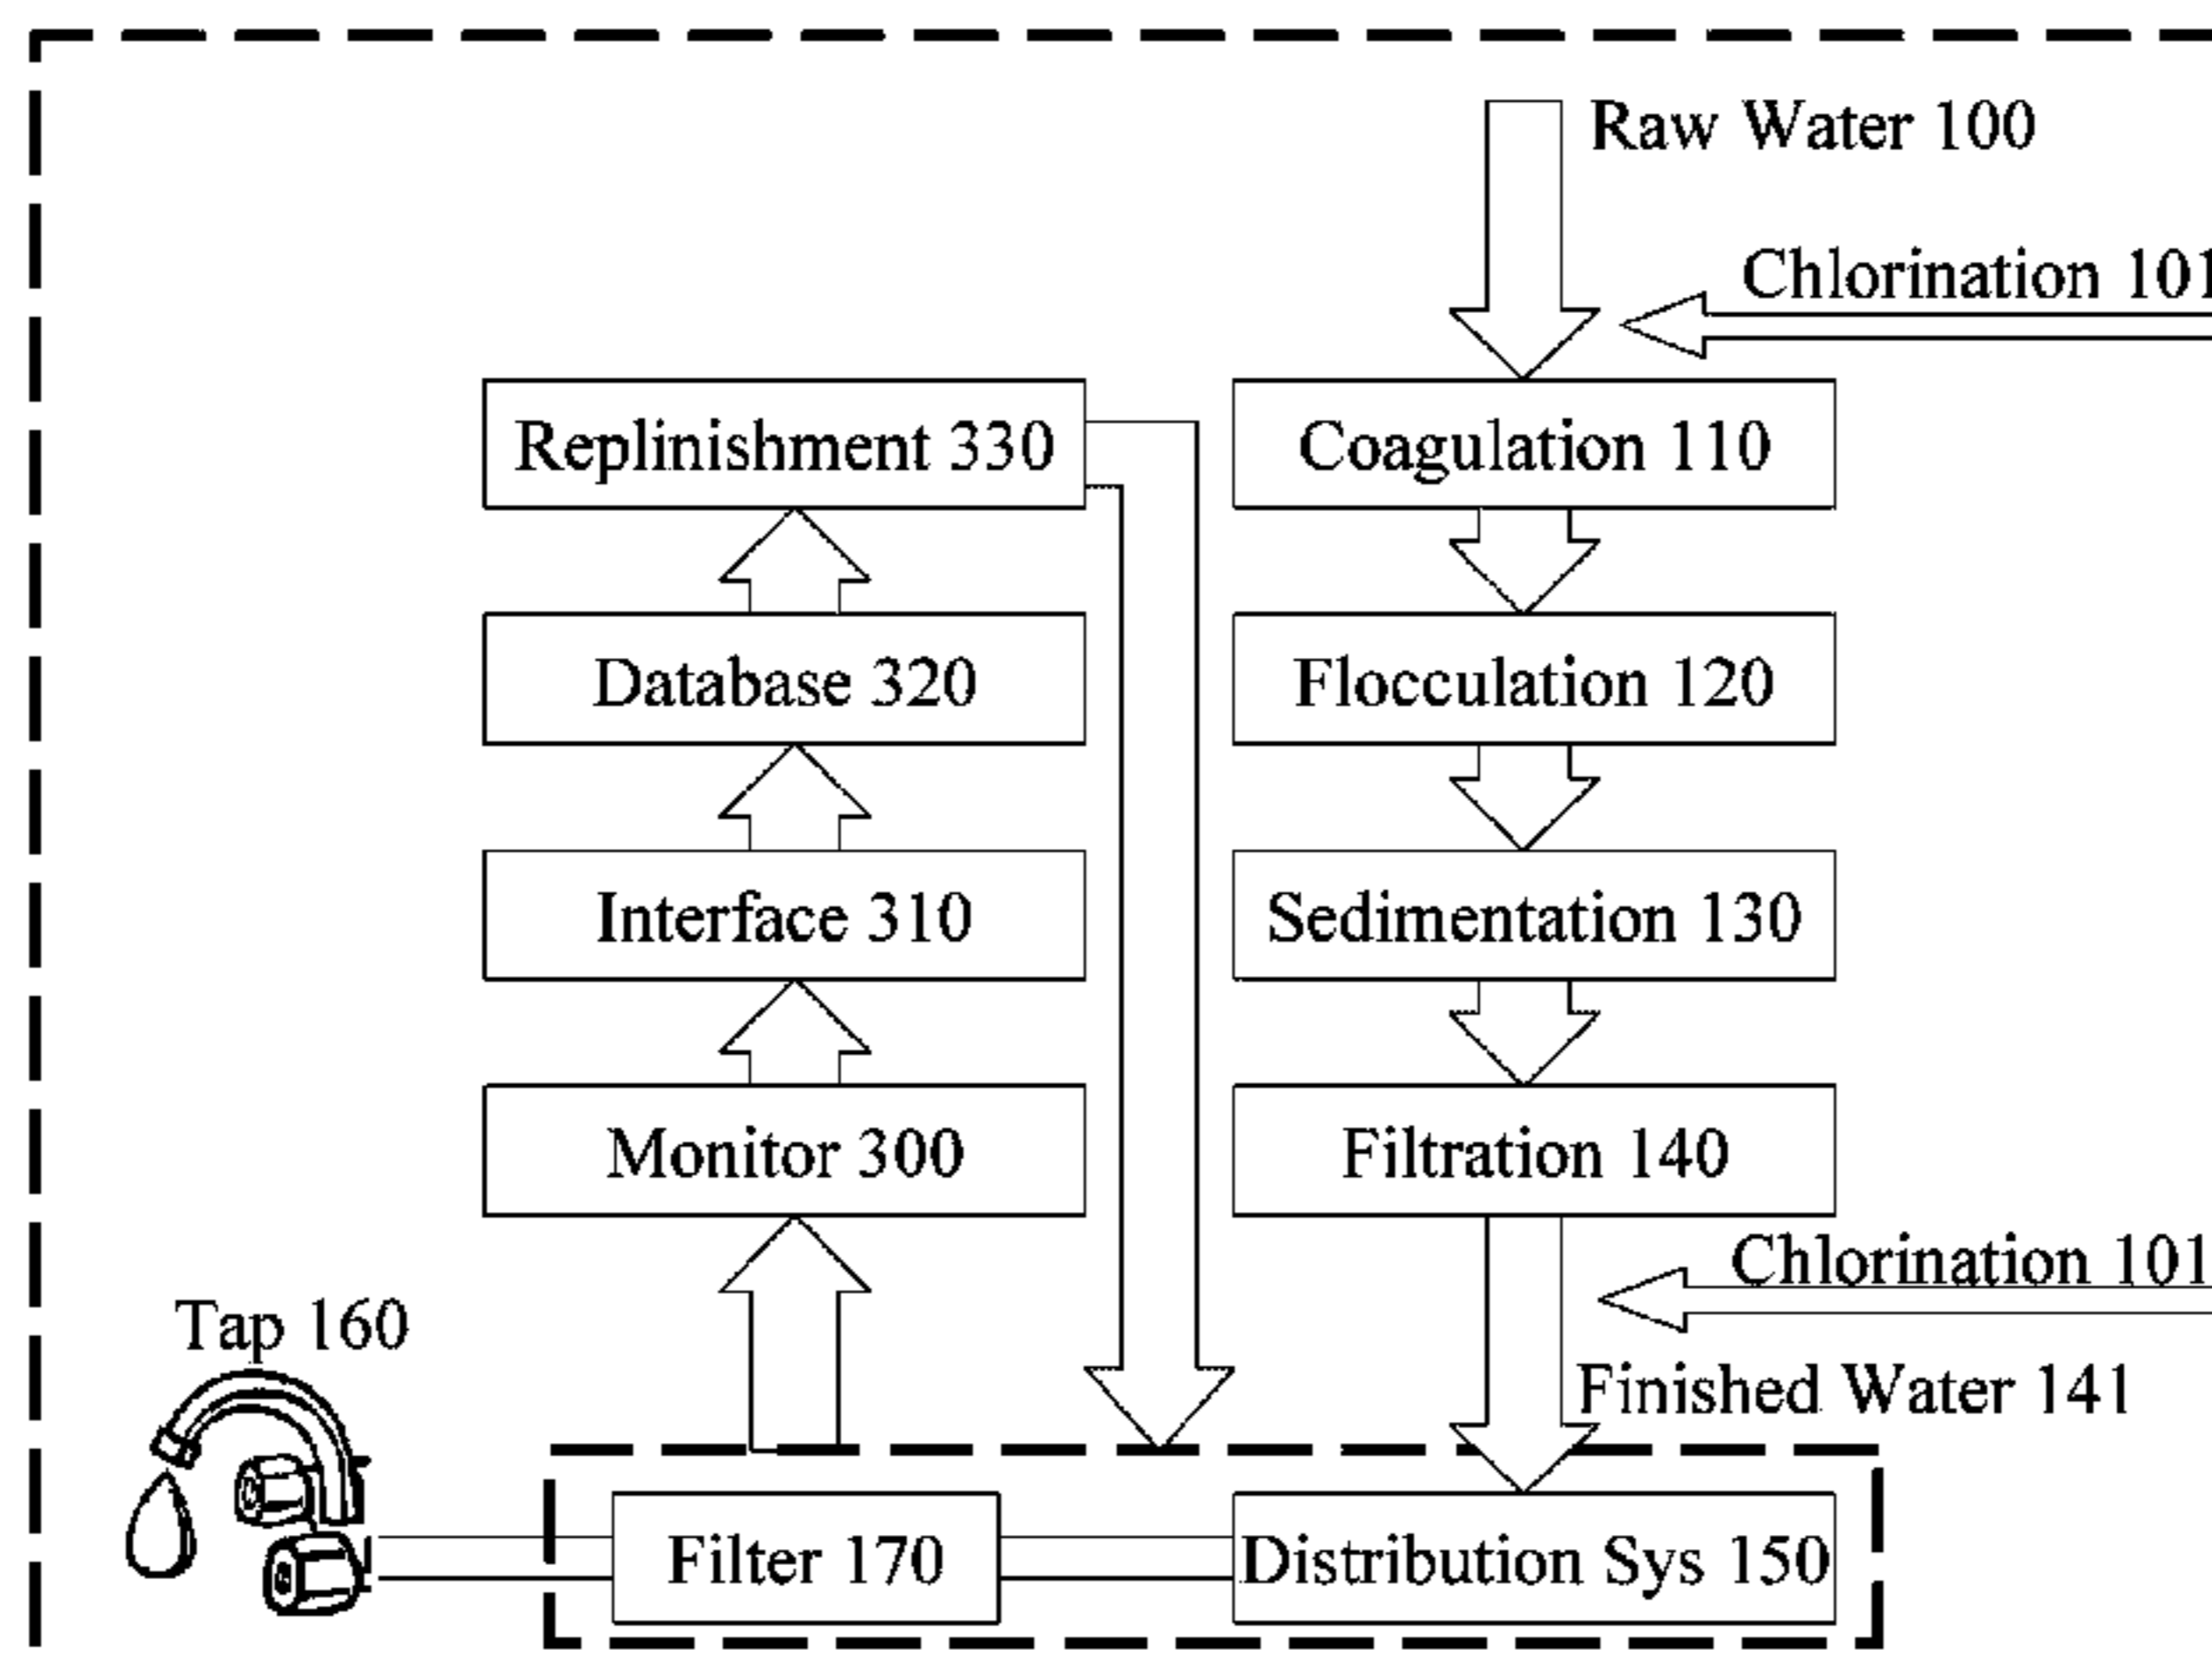 Raw Water 100
Chlorination 101
Replinishment 330
Coagulation 110
Database 320
Flocculation 120
Interface 310
Sedimentation 130
Monitor 300
Filtration 140
Chlorination 101
Tap 160
Finished Water 141
Filter 170
Distribution Sys 150